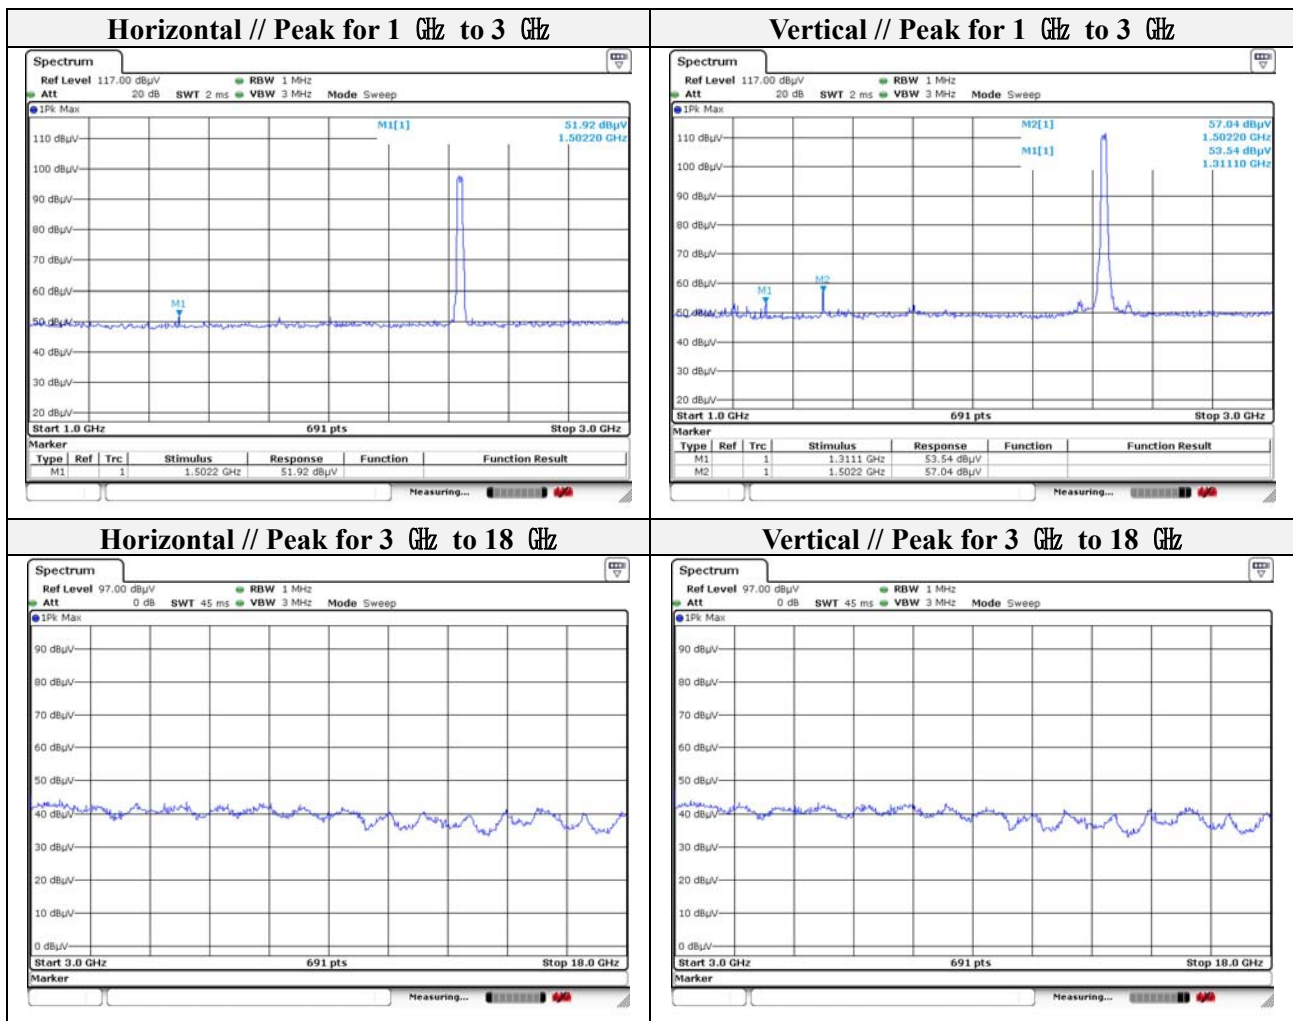 Horizontal // Peak for 1 ㎓ to 3 ㎓
Spectrum
Ref Level 117.00 dBµV RBW 1 MHz
Att 20 dB SWT 2 ms VBW 3 MHz Mode Sweep
1Pk Max
M1[1] 51.92 dBµV
1.50220 GHz
110 dBµV
100 dBµV
90 dBµV
80 dBµV
70 dBµV
60 dBµV
M1
50 dBµV
40 dBµV
30 dBµV
20 dBµV
Start 1.0 GHz 691 pts Stop 3.0 GHz
Marker
Type Ref Trc Stimulus Response Function Function Result
M1 1 1.5022 GHz 51.92 dBµV
Measuring...
Vertical // Peak for 1 ㎓ to 3 ㎓
Spectrum
Ref Level 117.00 dBµV RBW 1 MHz
Att 20 dB SWT 2 ms VBW 3 MHz Mode Sweep
1Pk Max
M2[1] 57.04 dBµV
1.50220 GHz
M1[1] 53.54 dBµV
1.31110 GHz
110 dBµV
100 dBµV
90 dBµV
80 dBµV
70 dBµV
60 dBµV
M1 M2
50 dBµV
40 dBµV
30 dBµV
20 dBµV
Start 1.0 GHz 691 pts Stop 3.0 GHz
Marker
Type Ref Trc Stimulus Response Function Function Result
M1 1 1.3111 GHz 53.54 dBµV
M2 1 1.5022 GHz 57.04 dBµV
Measuring...
Horizontal // Peak for 3 ㎓ to 18 ㎓
Spectrum
Ref Level 97.00 dBµV RBW 1 MHz
Att 0 dB SWT 45 ms VBW 3 MHz Mode Sweep
1Pk Max
90 dBµV
80 dBµV
70 dBµV
60 dBµV
50 dBµV
40 dBµV
30 dBµV
20 dBµV
10 dBµV
0 dBµV
Start 3.0 GHz 691 pts Stop 18.0 GHz
Marker
Measuring...
Vertical // Peak for 3 ㎓ to 18 ㎓
Spectrum
Ref Level 97.00 dBµV RBW 1 MHz
Att 0 dB SWT 45 ms VBW 3 MHz Mode Sweep
1Pk Max
90 dBµV
80 dBµV
70 dBµV
60 dBµV
50 dBµV
40 dBµV
30 dBµV
20 dBµV
10 dBµV
0 dBµV
Start 3.0 GHz 691 pts Stop 18.0 GHz
Marker
Measuring...